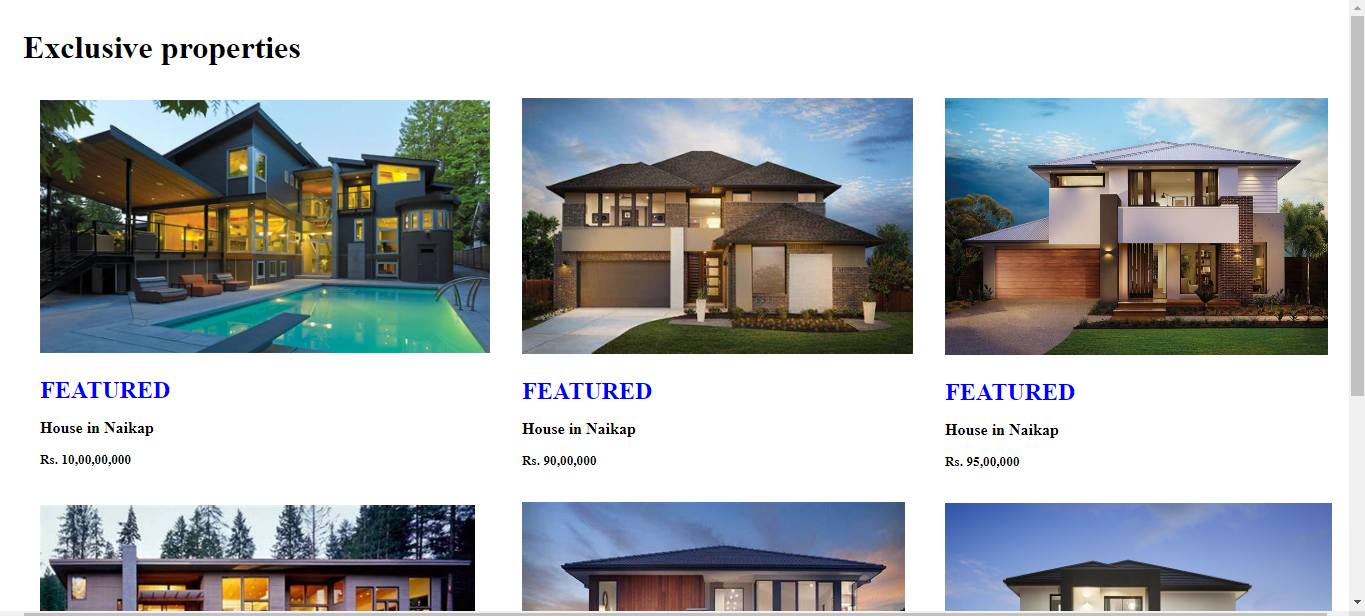 Exclusive properties
FEATURED
House in Naikap
Rs. 10,00,00,000
FEATURED
House in Naikap
Rs. 90,00,000
FEATURED
House in Naikap
Rs. 95,00,000